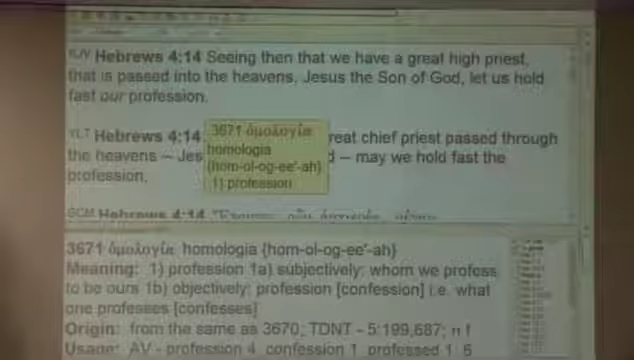 KJV Hebrews 4:14 Seeing then that we have a great high priest,
that is passed into the heavens, Jesus the Son of God, let us hold
fast our profession.
YLT Hebrews 4:14 reat chief priest passed through
the heavens -- Jes d -- may we hold fast the
profession,
3671 ὁμολογία
homologia
{hom-ol-og-ee'-ah}
1) profession
Hebrews 4:14
3671 ὁμολογία homologia {hom-ol-og-ee'-ah}
Meaning: 1) profession 1a) subjectively: whom we profess
to be ours 1b) objectively: profession [confession] i.e. what
one professes [confesses]
Origin: from the same as 3670; TDNT - 5:199,687; n f
Usage: AV - profession 4, confession 1, professed 1; 6